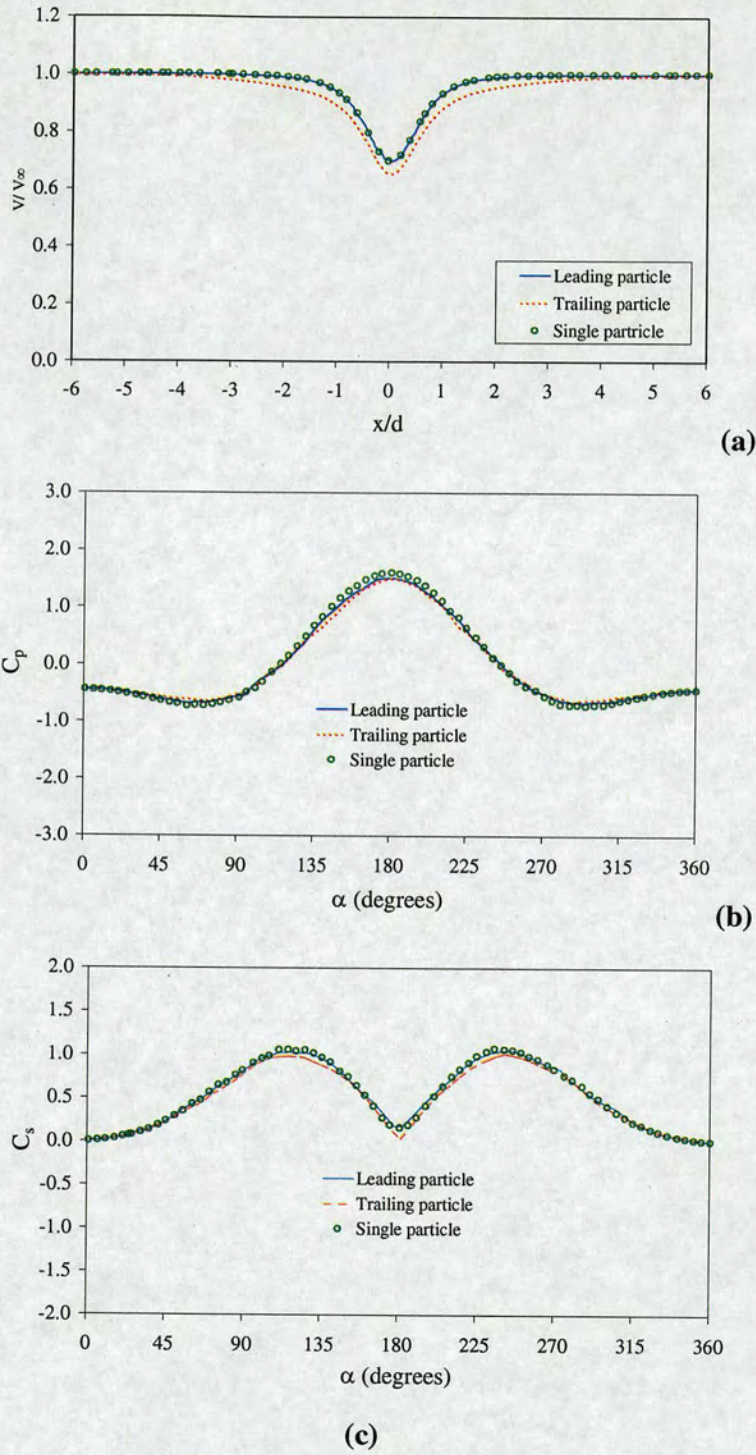 1.2
1.0
0.8
0.6
0.4
0.2
0.0
v/v∞
Leading particle
Trailing particle
Single partricle
-6 -5 -4 -3 -2 -1 0 1 2 3 4 5 6
x/d
(a)
3.0
2.0
1.0
0.0
-1.0
-2.0
-3.0
Cp
Leading particle
Trailing particle
Single particle
0 45 90 135 180 225 270 315 360
α (degrees)
(b)
2.0
1.5
1.0
0.5
0.0
-0.5
-1.0
-1.5
-2.0
Cs
Leading particle
Trailing particle
Single particle
0 45 90 135 180 225 270 315 360
α (degrees)
(c)